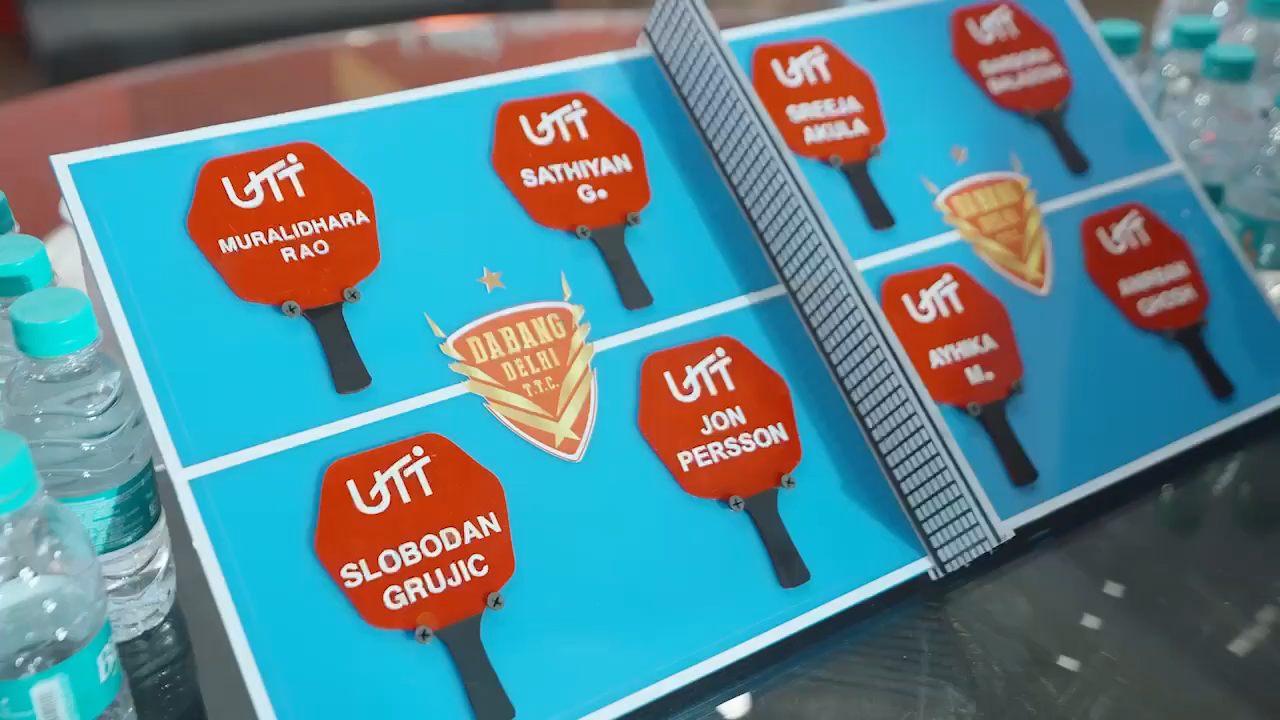 UTT
MURALIDHARA
RAO
UTT
SATHIYAN
G.
UTT
SLOBODAN
GRUJIC
UTT
JON
PERSSON
DABANG
DELHI
T.T.C.
UTT
SREEJA
AKULA
UTT
UTT
AYHIKA
M.
UTT
DABANG